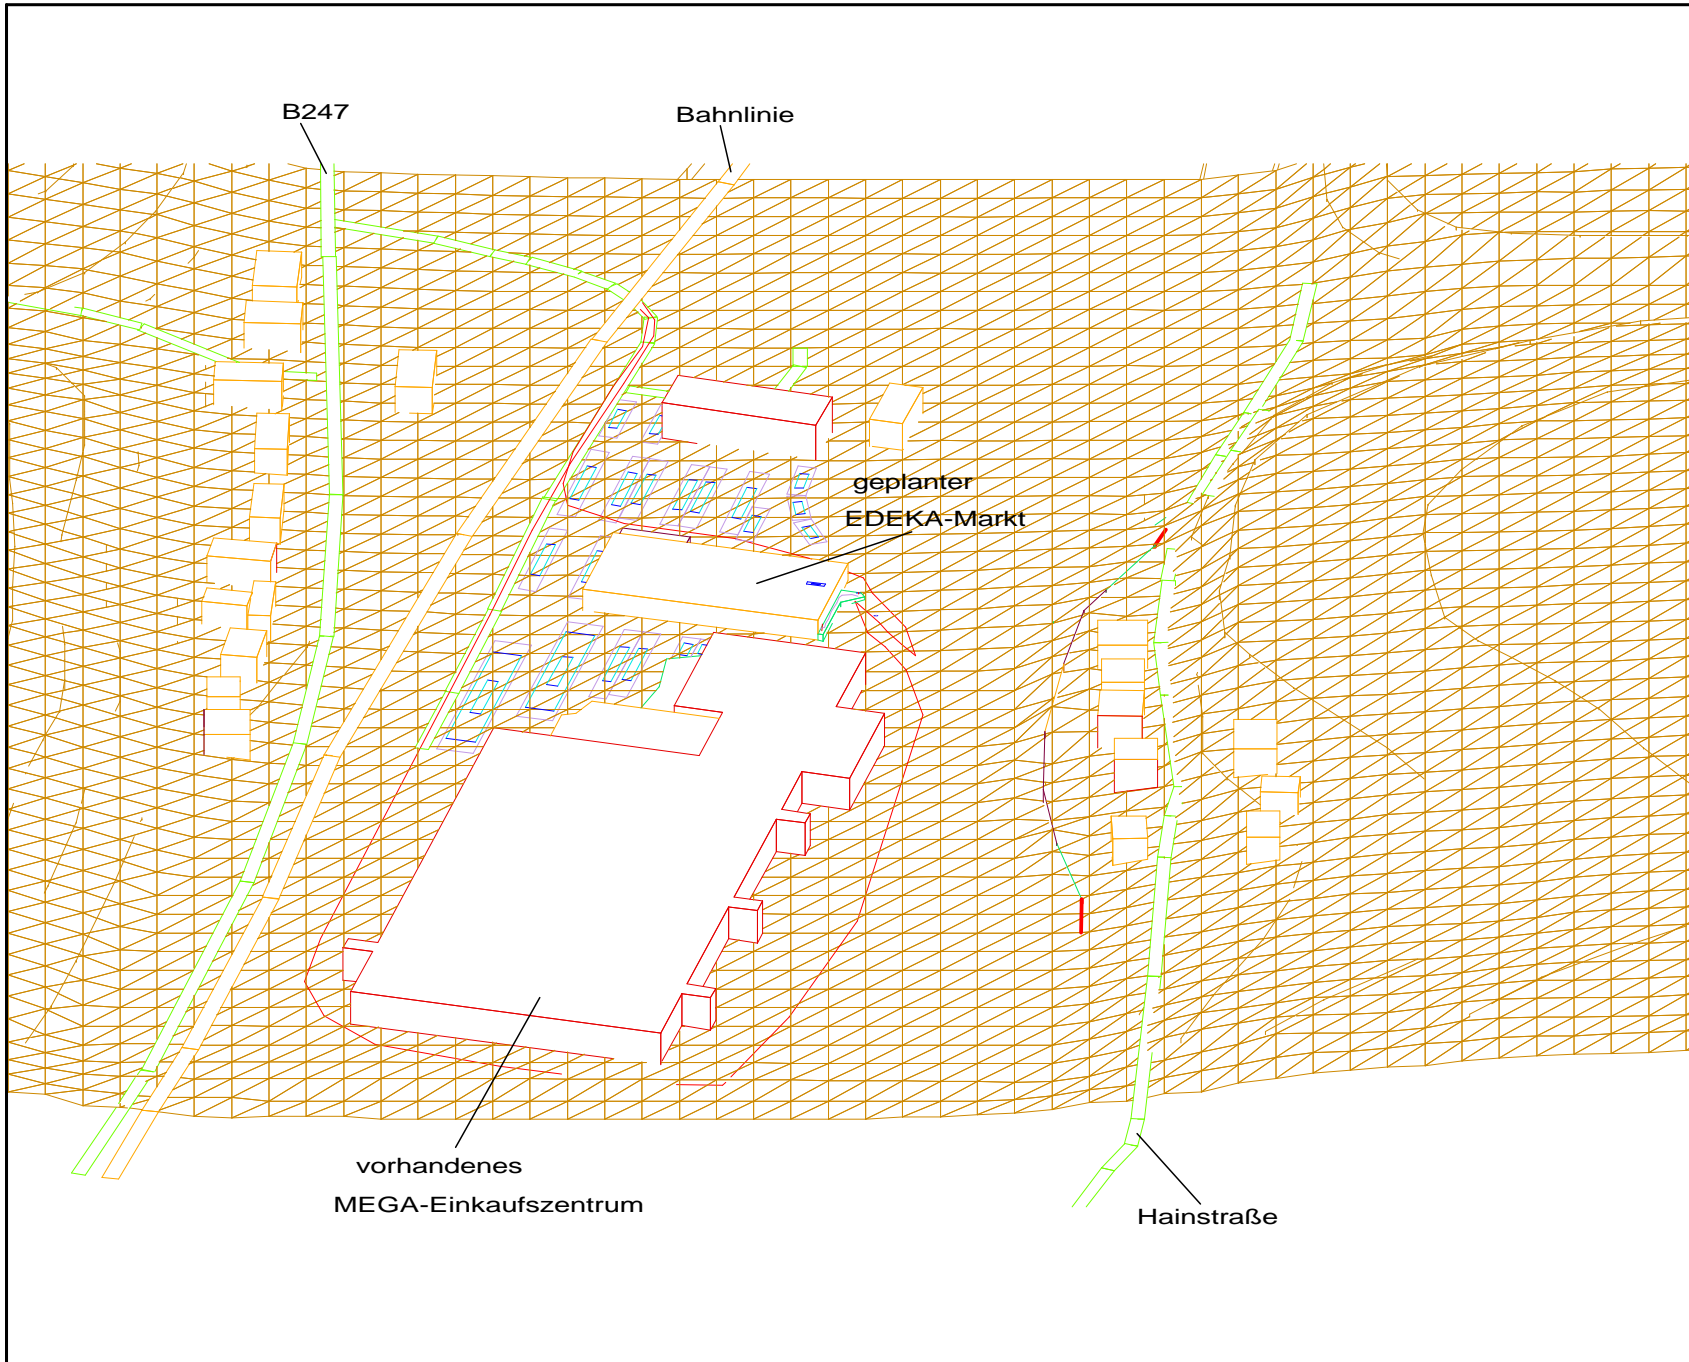 B247
Bahnlinie
geplanter
EDEKA-Markt
vorhandenes
MEGA-Einkaufszentrum
Hainstraße